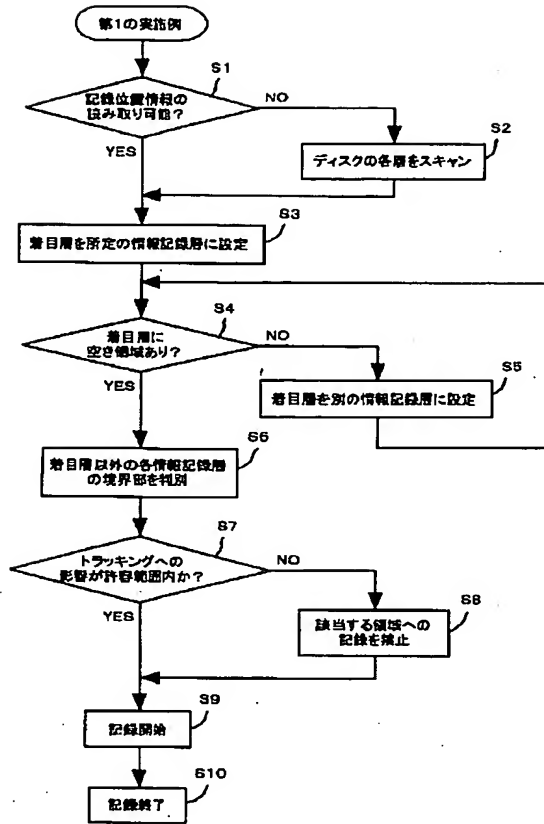 第1の実施例
S1
記録位置情報の
読み取り可能？
NO
YES
S2
ディスクの各層をスキャン
S3
着目層を所定の情報記録層に設定
S4
着目層に
空き領域あり？
NO
YES
S5
着目層を別の情報記録層に設定
S6
着目層以外の各情報記録層
の境界部を判別
S7
トラッキングへの
影響が許容範囲内か？
NO
YES
S8
該当する領域への
記録を禁止
S9
記録開始
S10
記録終了